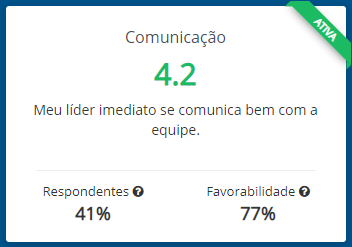 ATIVA
Comunicação
4.2
Meu líder imediato se comunica bem com a
equipe.
Respondentes
Favorabilidade
41%
77%